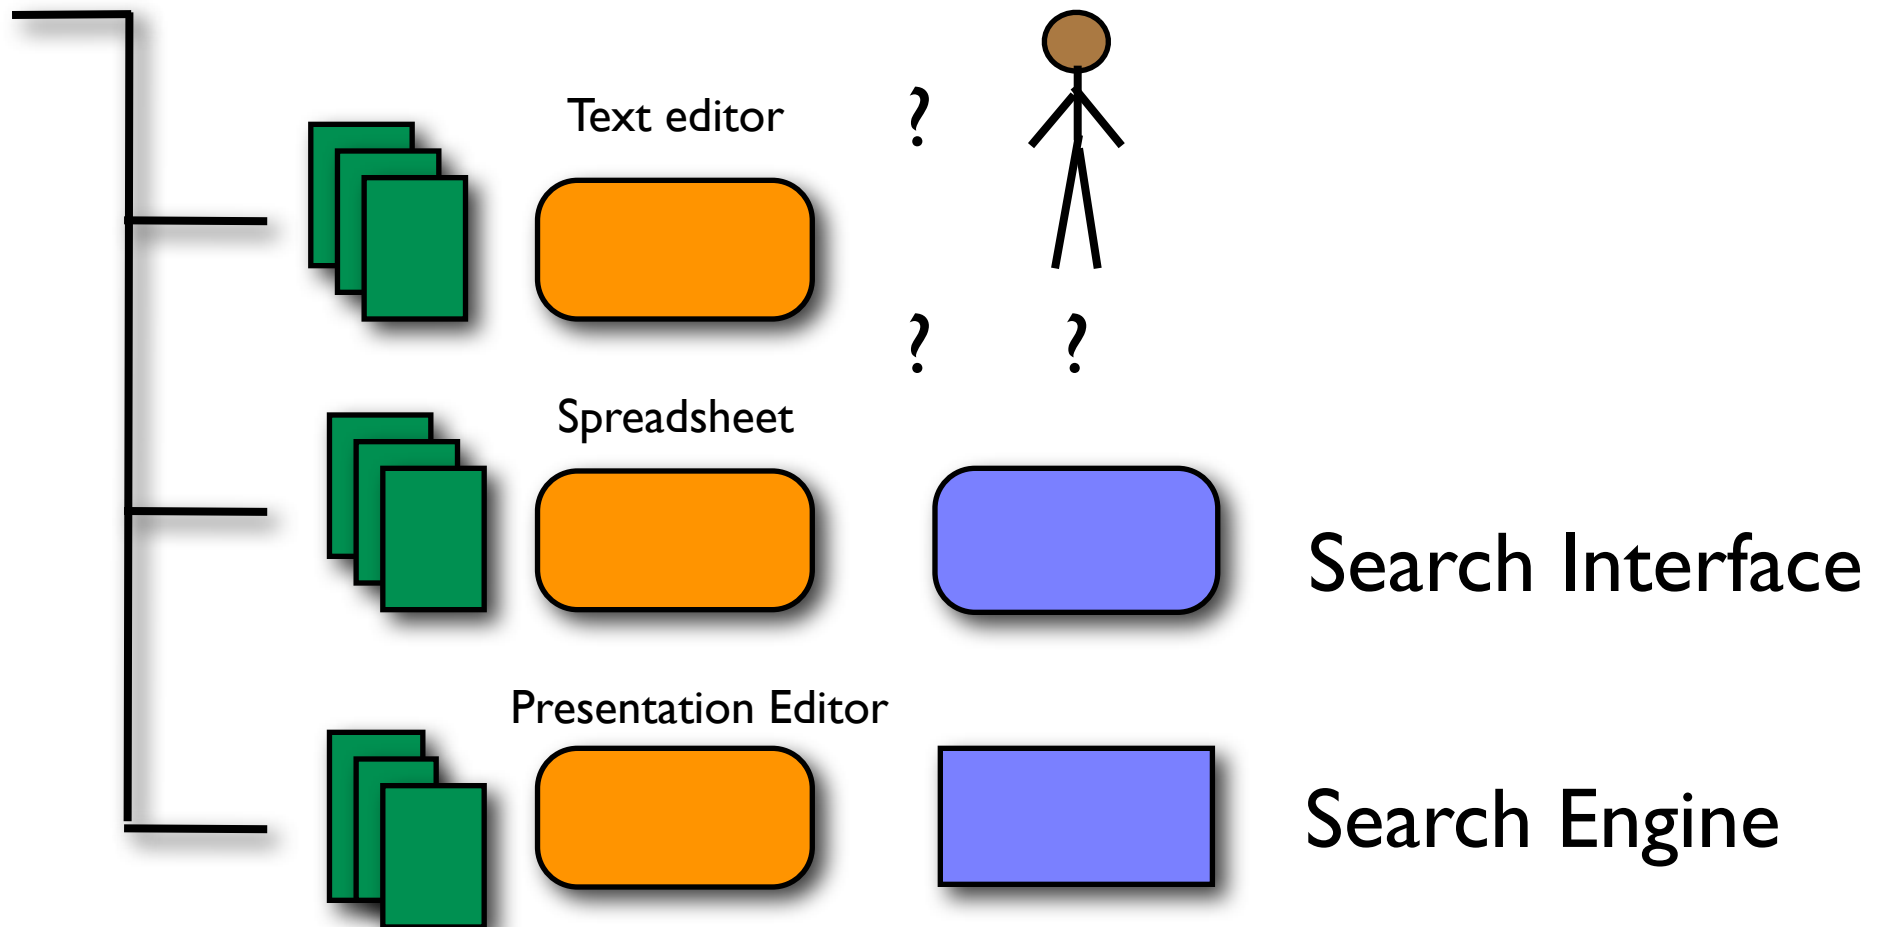 Text editor
?
? ?
Spreadsheet
Search Interface
Presentation Editor
Search Engine